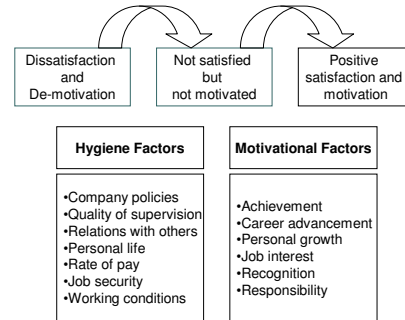 Dissatisfaction
and
De-motivation
Not satisfied
but
not motivated
Positive
satisfaction and
motivation
Hygiene Factors
•Company policies
•Quality of supervision
•Relations with others
•Personal life
•Rate of pay
•Job security
•Working conditions
Motivational Factors
•Achievement
•Career advancement
•Personal growth
•Job interest
•Recognition
•Responsibility